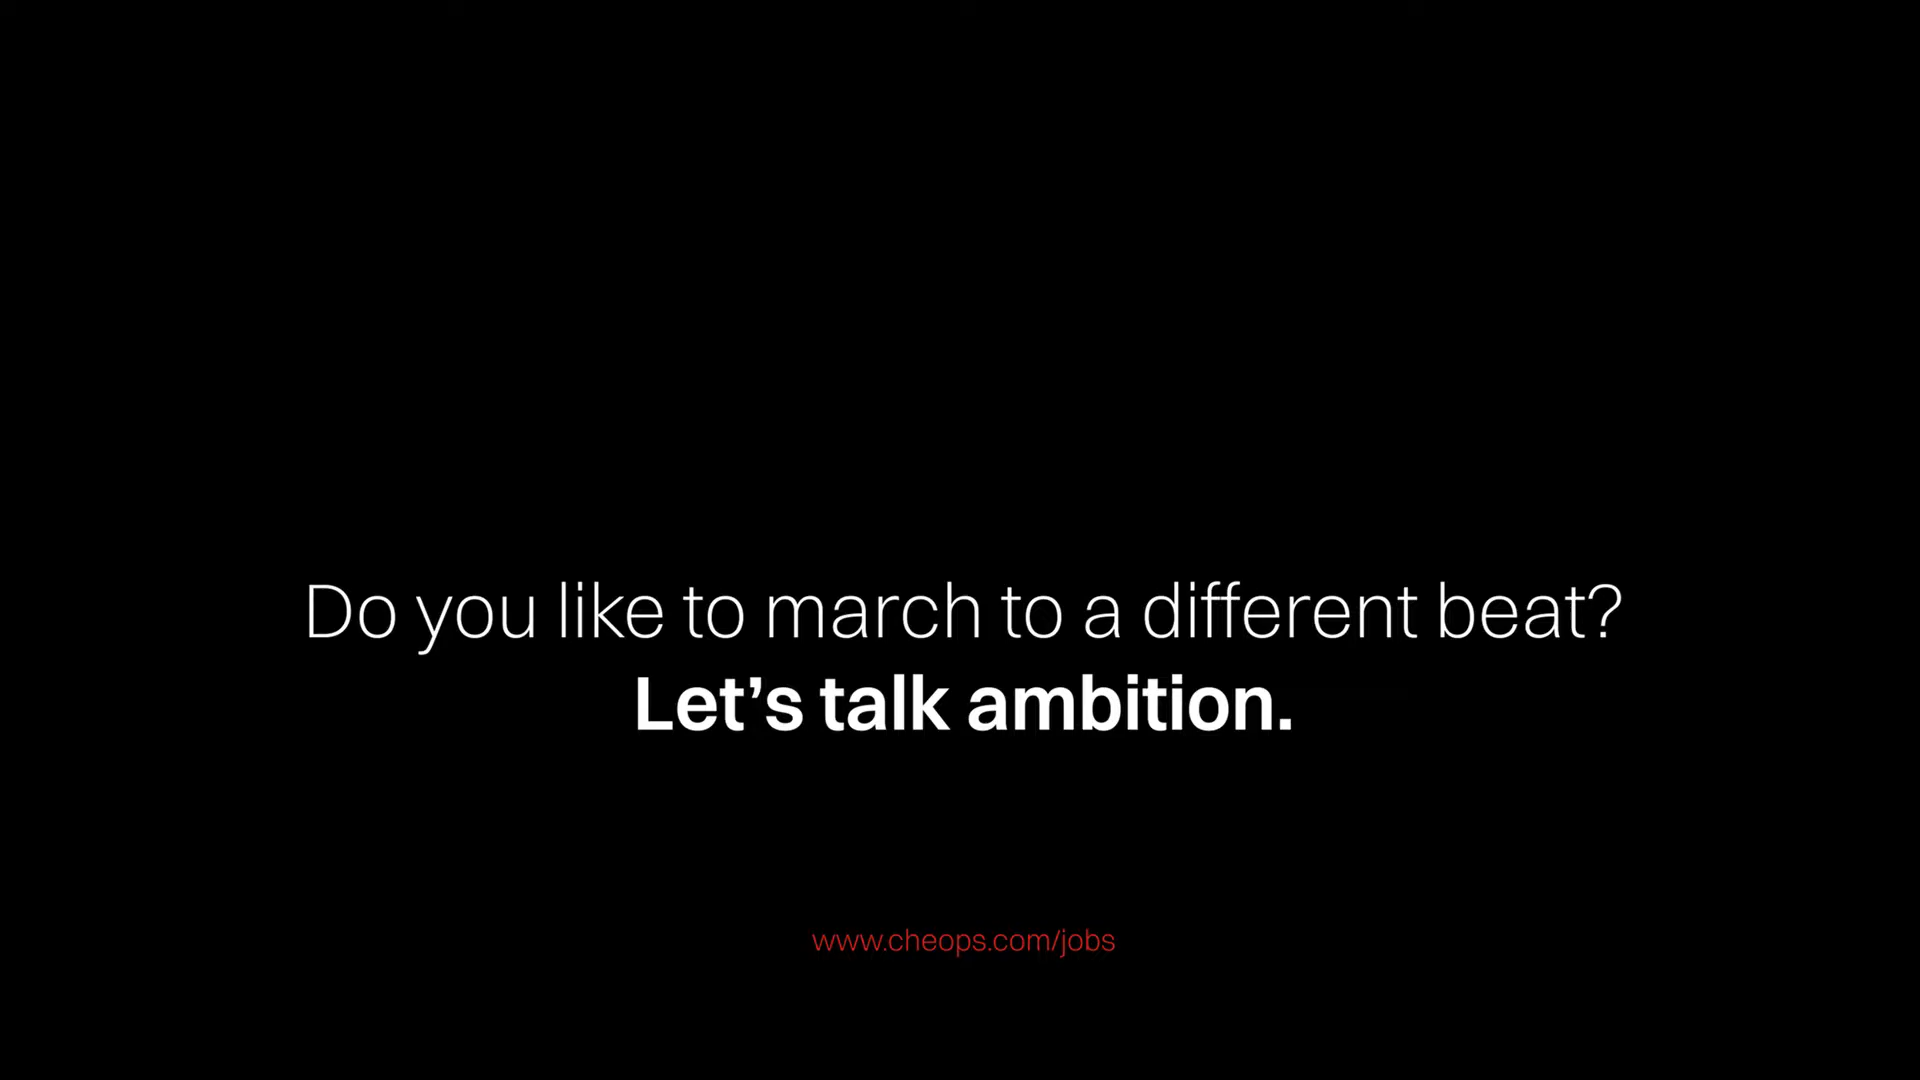 Do you like to march to a different beat?
Let’s talk ambition.
www.cheops.com/jobs